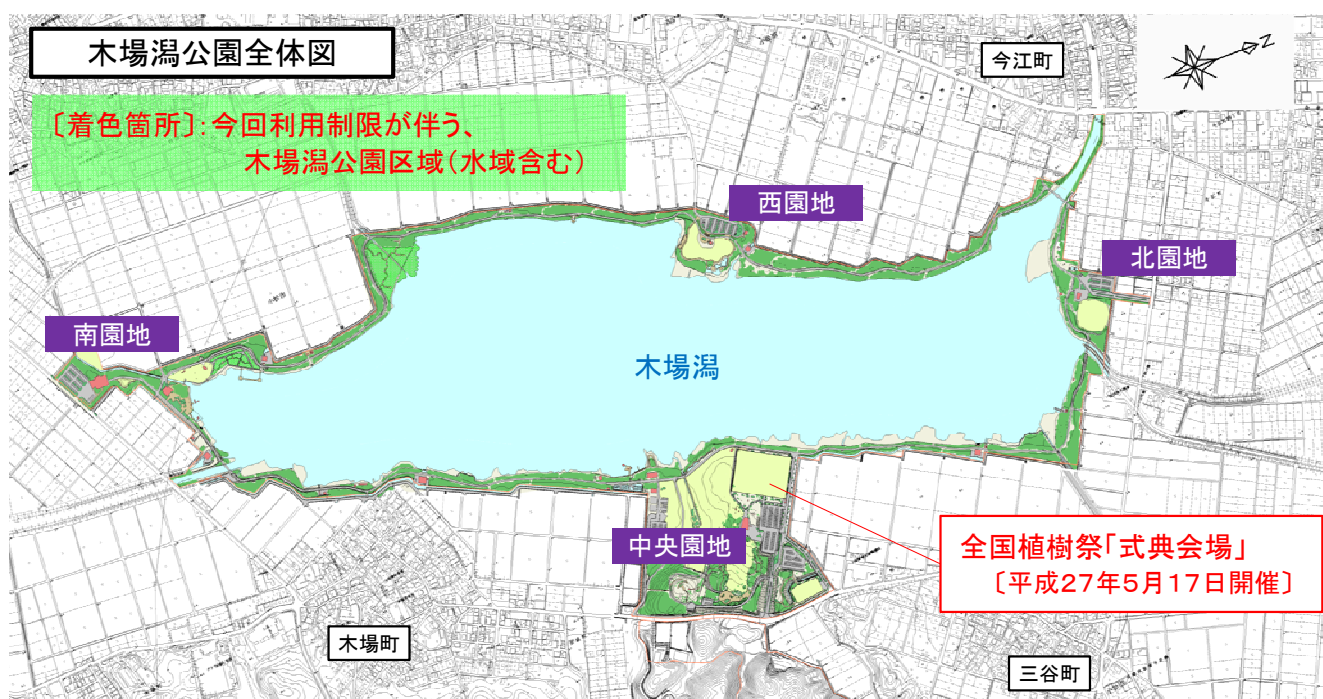 木場潟公園全体図
今江町
Z
〔着色箇所〕:今回利用制限が伴う、
木場潟公園区域(水域含む)
西園地
北園地
南園地
木場潟
中央園地
全国植樹祭「式典会場」
〔平成27年5月17日開催〕
木場町
三谷町